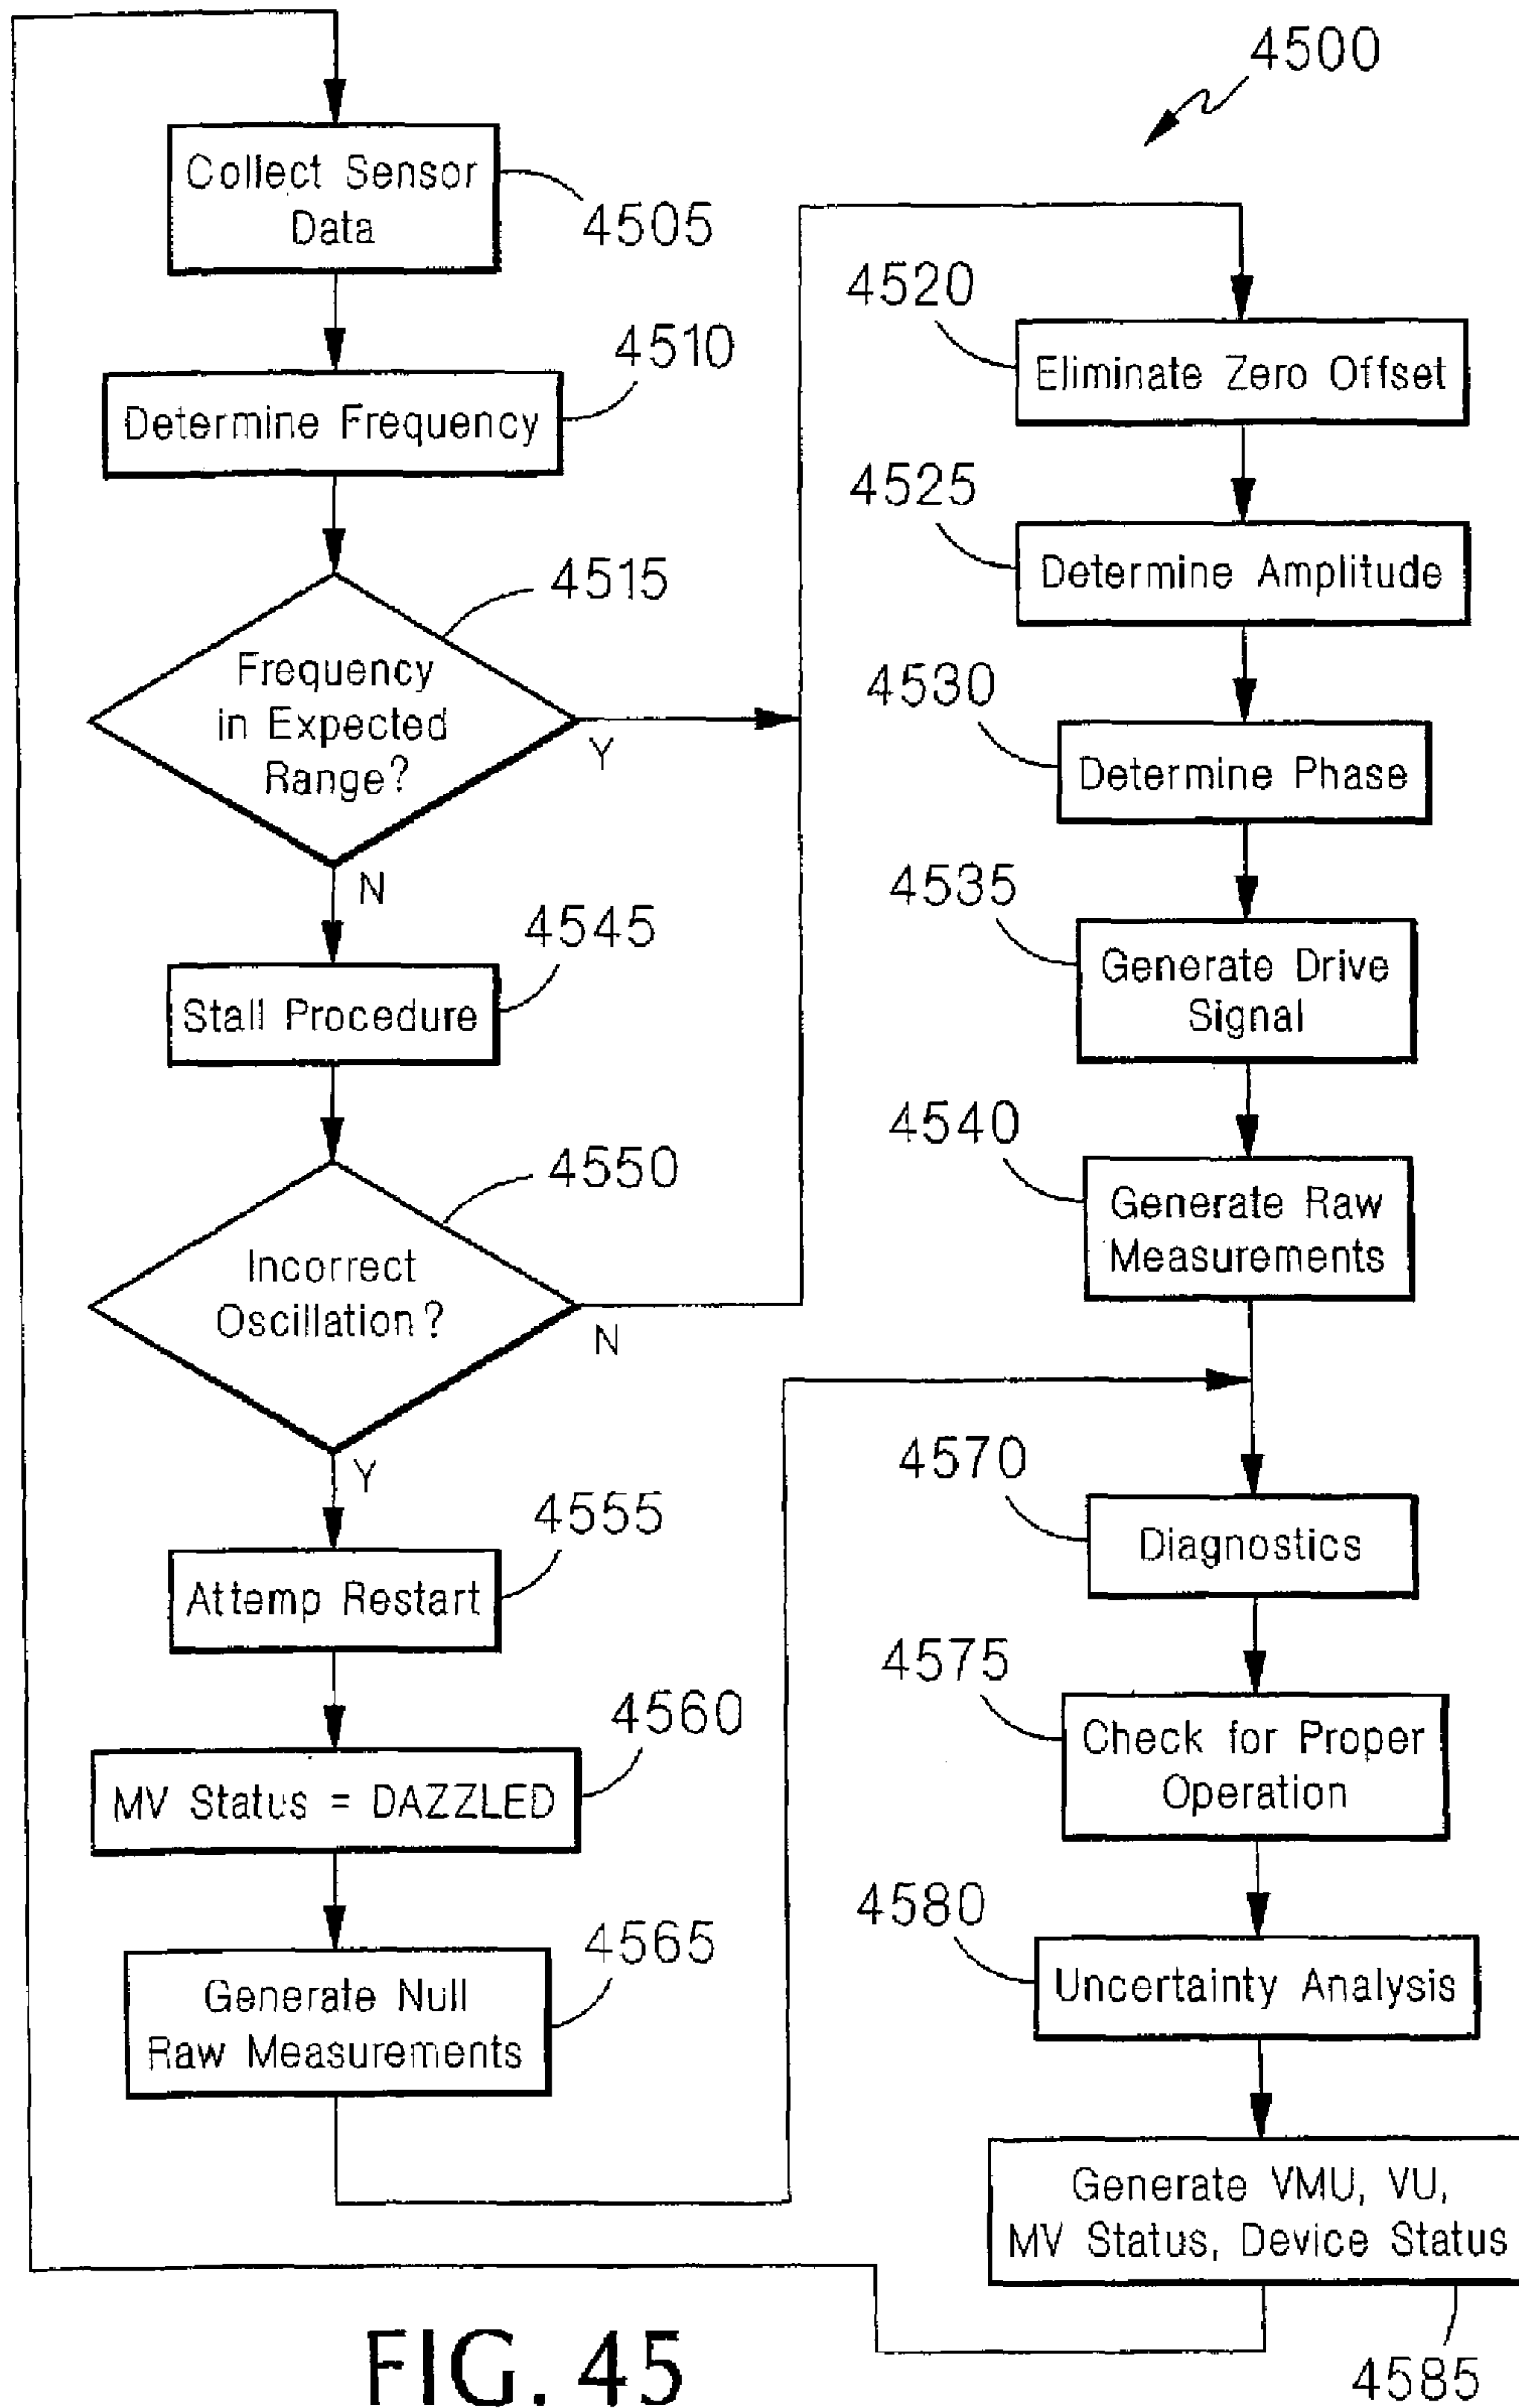 4500
Collect Sensor
Data
4505
4510
Determine Frequency
4515
Frequency
in Expected
Range?
Y
N
4545
Stall Procedure
4550
Incorrect
Oscillation?
N
Y
4555
Attemp Restart
4560
MV Status = DAZZLED
4565
Generate Null
Raw Measurements
4520
Eliminate Zero Offset
4525
Determine Amplitude
4530
Determine Phase
4535
Generate Drive
Signal
4540
Generate Raw
Measurements
4570
Diagnostics
4575
Check for Proper
Operation
4580
Uncertainty Analysis
Generate VMU, VU,
MV Status, Device Status
4585
FIG. 45